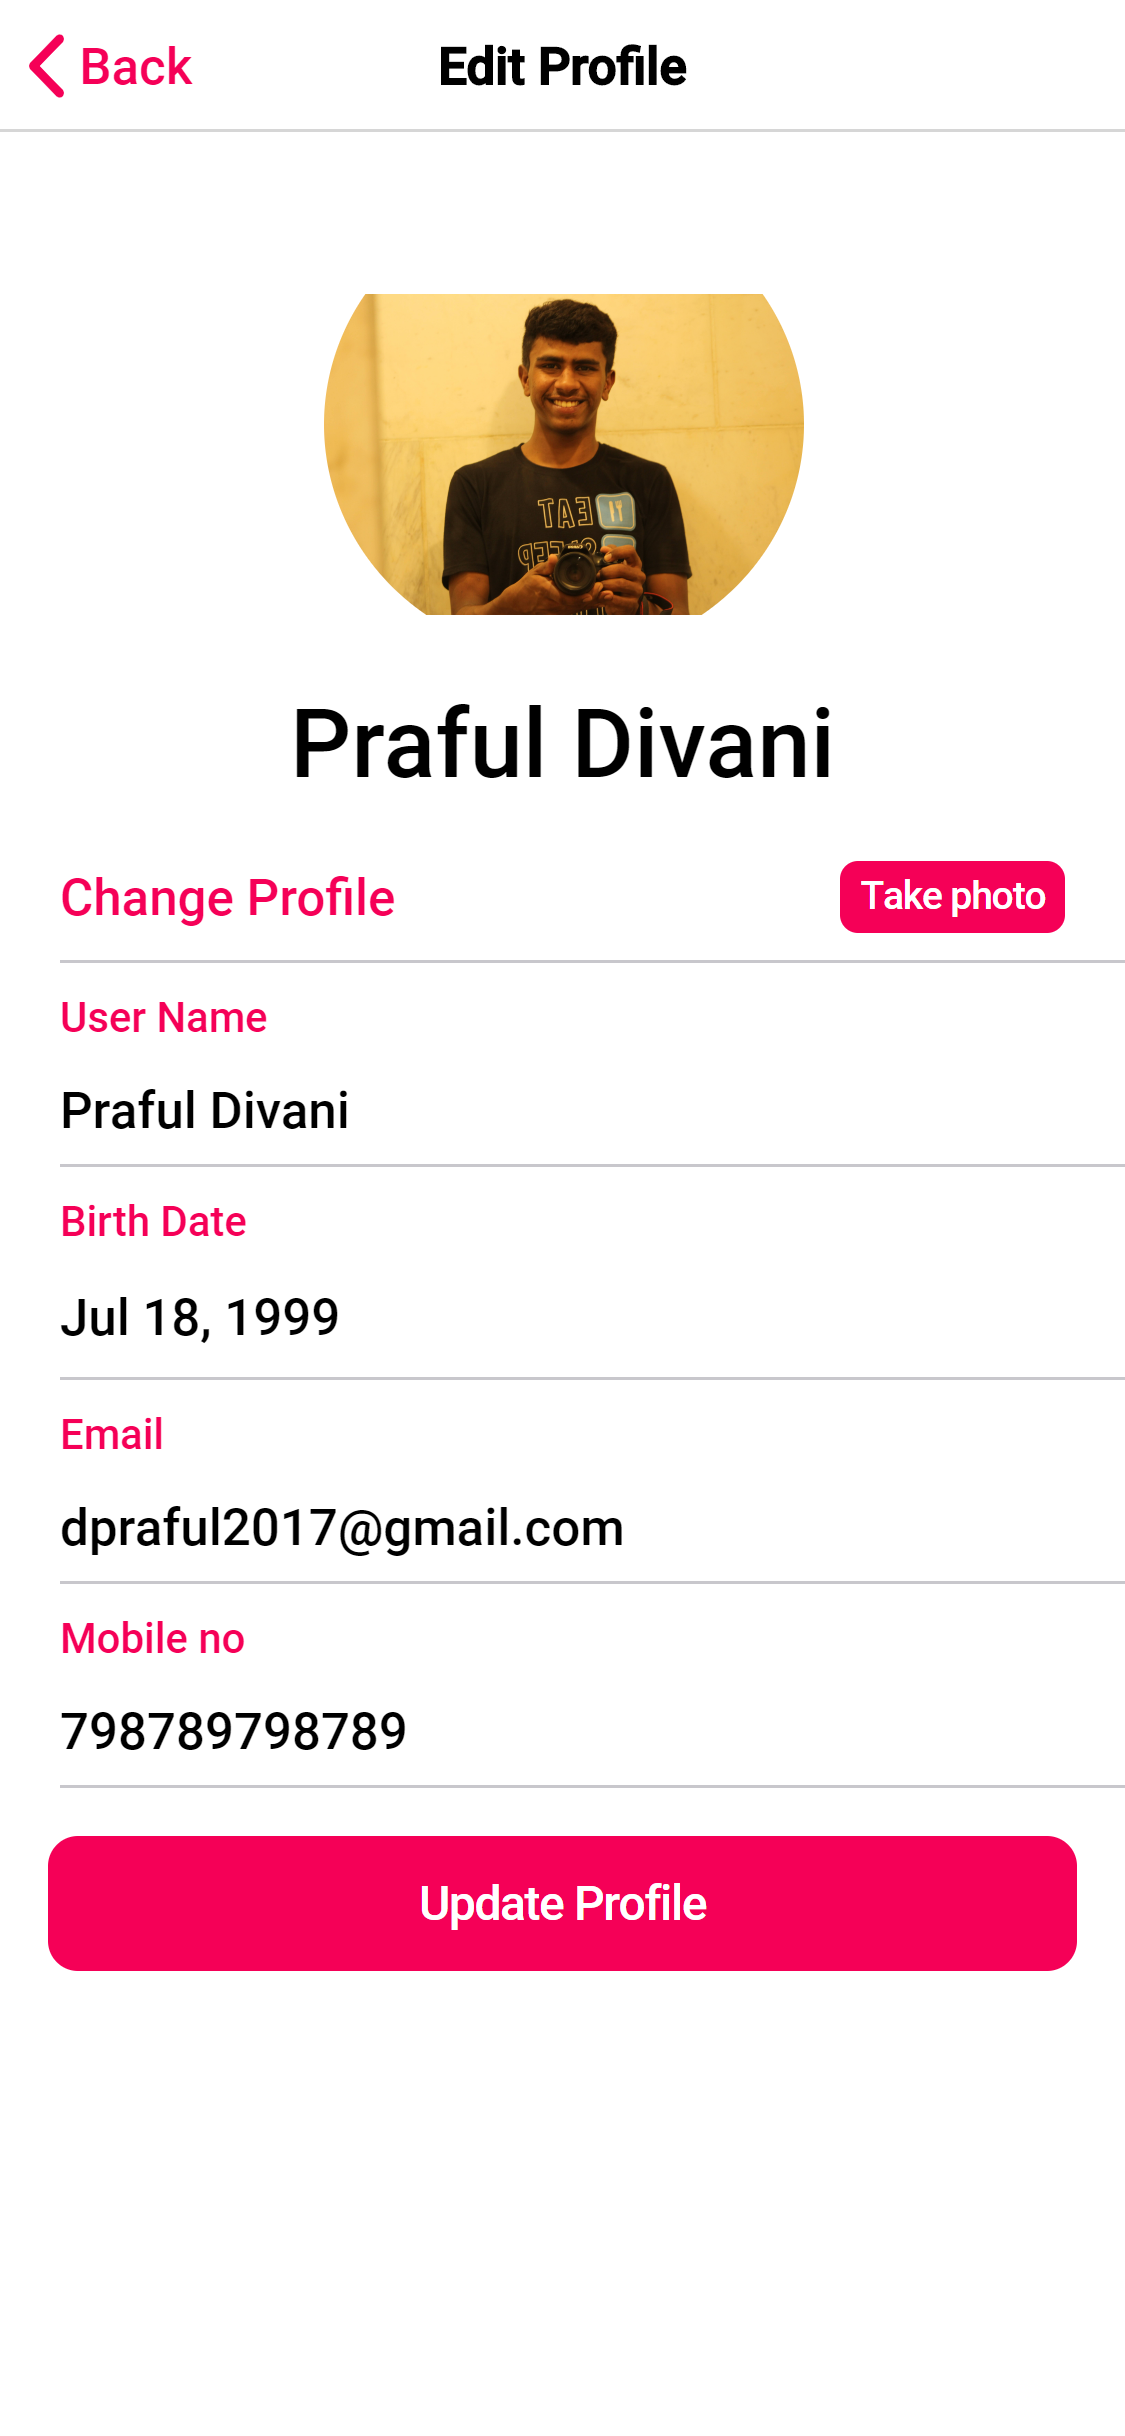 Back
Edit Profile
EAT
Praful Divani
Change Profile
Take photo
User Name
Praful Divani
Birth Date
Jul 18, 1999
Email
dpraful2017@gmail.com
Mobile no
798789798789
Update Profile